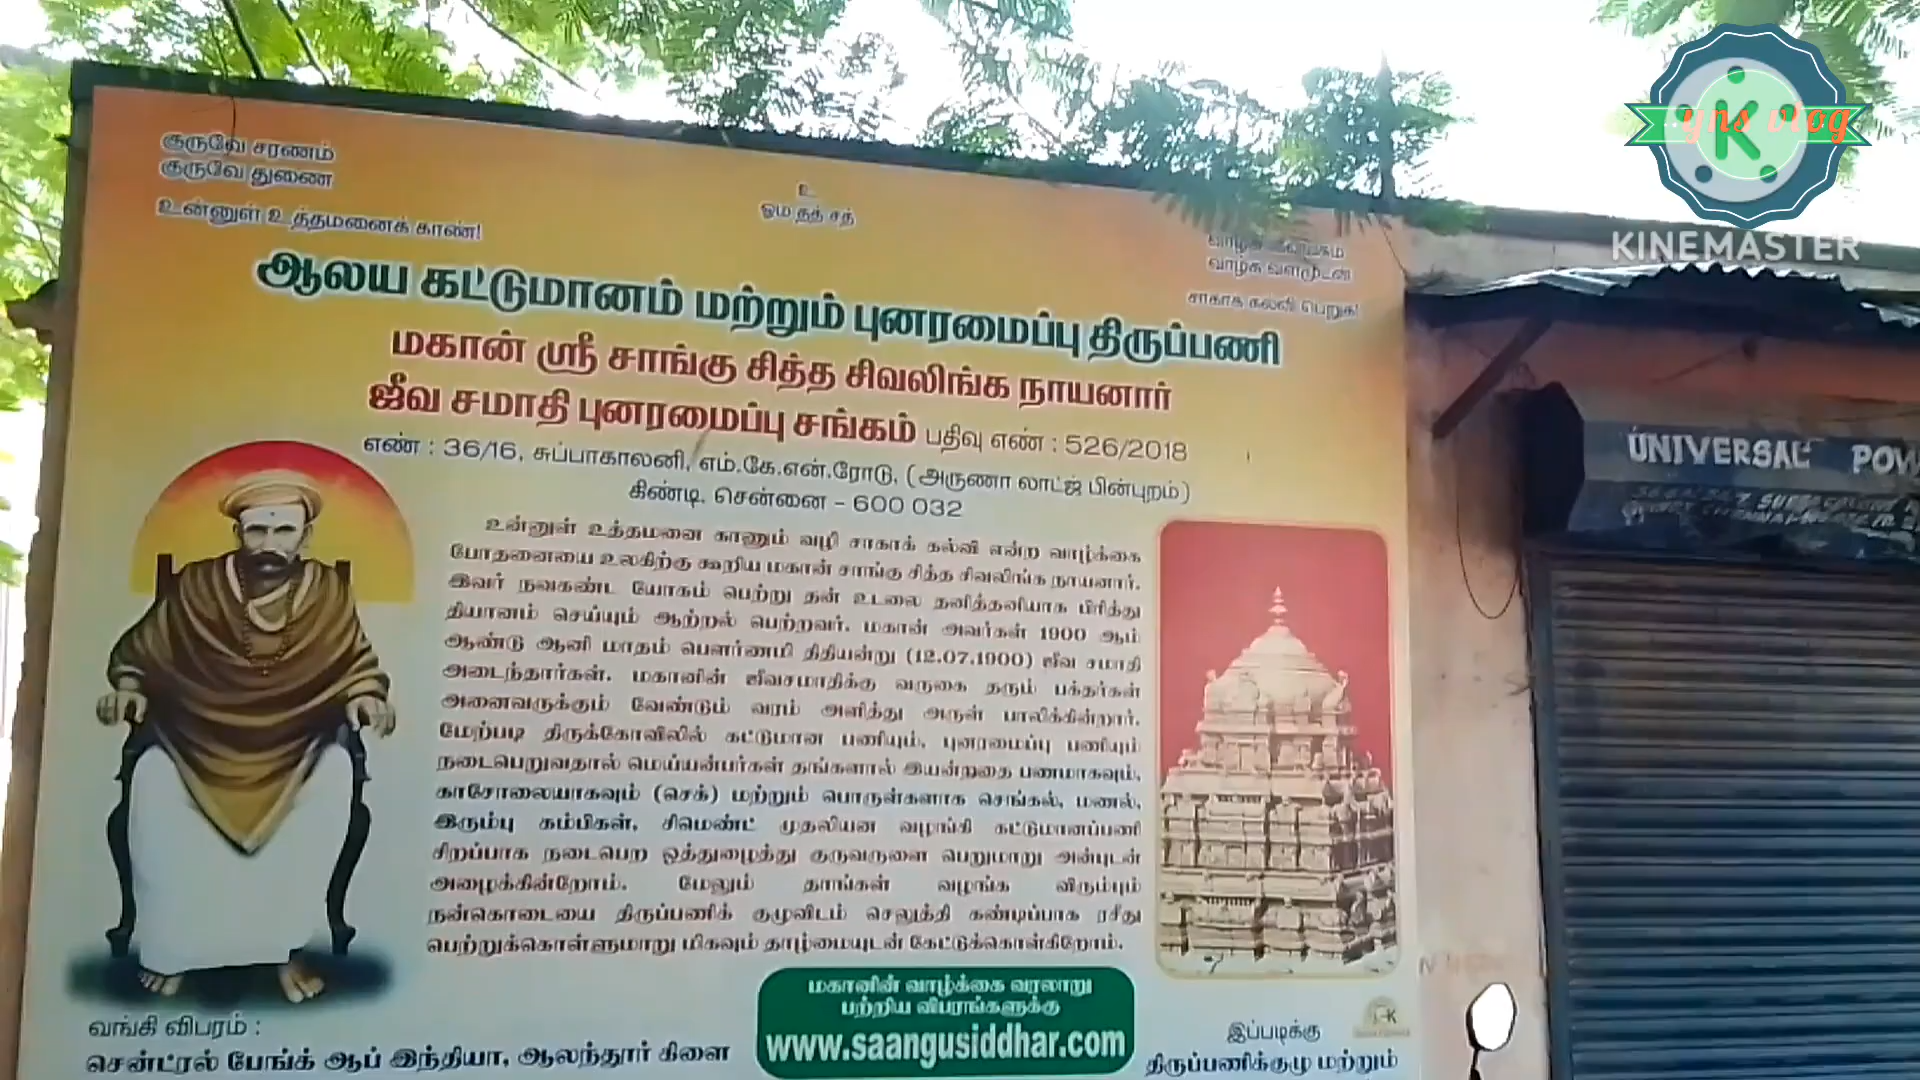 குருவே சரணம்
குருவே துணை
உன்னுள் உத்தமனைக் காண்!
உ
ஓம் தத் சத்
வாழ்க வளமுடன்
சாகாக் கல்வி பெறுக!
ஆலய கட்டுமானம் மற்றும் புனரமைப்பு திருப்பணி
மகான் ஸ்ரீ சாங்கு சித்த சிவலிங்க நாயனார்
ஜீவ சமாதி புனரமைப்பு சங்கம் பதிவு எண் : 526/2018
எண் : 36/16, சுப்பாகாலனி, எம்.கே.என்.ரோடு, (அருணா லாட்ஜ் பின்புறம்)
கிண்டி, சென்னை – 600 032
உன்னுள் உத்தமனை காணும் வழி சாகாக் கல்வி என்ற வாழ்க்கை
போதனையை உலகிற்கு கூறிய மகான் சாங்கு சித்த சிவலிங்க நாயனார்.
இவர் நவகண்ட யோகம் பெற்று தன் உடலை தனித்தனியாக பிரித்து
தியானம் செய்யும் ஆற்றல் பெற்றவர். மகான் அவர்கள் 1900 ஆம்
ஆண்டு ஆனி மாதம் பௌர்ணமி திதியன்று (12.07.1900) ஜீவ சமாதி
அடைந்தார்கள். மகானின் ஜீவசமாதிக்கு வருகை தரும் பக்தர்கள்
அனைவருக்கும் வேண்டும் வரம் அளித்து அருள் பாலிக்கின்றார்.
மேற்படி திருக்கோவிலில் கட்டுமான பணியும், புனரமைப்பு பணியும்
நடைபெறுவதால் மெய்யன்பர்கள் தங்களால் இயன்றதை பணமாகவும்,
காசோலையாகவும் (செக்) மற்றும் பொருள்களாக செங்கல், மணல்,
இரும்பு கம்பிகள், சிமெண்ட் முதலியன வழங்கி கட்டுமானப்பணி
சிறப்பாக நடைபெற ஒத்துழைத்து குருவருளை பெறுமாறு அன்புடன்
அழைக்கின்றோம். மேலும் தாங்கள் வழங்க விரும்பும்
நன்கொடையை திருப்பணிக் குழுவிடம் செலுத்தி கண்டிப்பாக ரசீது
பெற்றுக்கொள்ளுமாறு மிகவும் தாழ்மையுடன் கேட்டுக்கொள்கிறோம்.
மகானின் வாழ்க்கை வரலாறு
பற்றிய விபரங்களுக்கு
www.saangusiddhar.com
வங்கி விபரம் :
சென்ட்ரல் பேங்க் ஆப் இந்தியா, ஆலந்தூர் கிளை
இப்படிக்கு
திருப்பணிக்குழு மற்றும்
UNIVERSAL POW
K
yns vlog
KINEMASTER